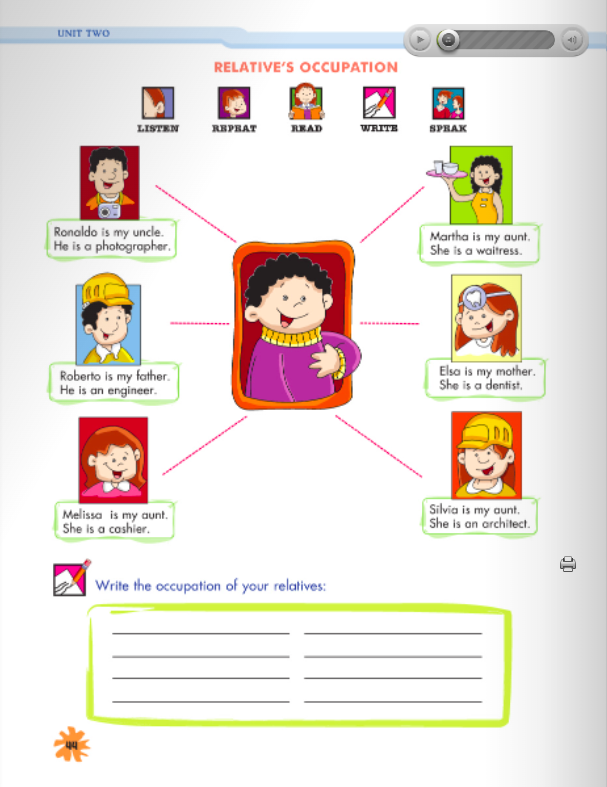 UNIT TWO
RELATIVE'S OCCUPATION
LISTEN
REPEAT
READ
WRITE
SPEAK
Ronaldo is my uncle.
He is a photographer.
Martha is my aunt.
She is a waitress.
Roberto is my father.
He is an engineer.
Elsa is my mother.
She is a dentist.
Melissa is my aunt.
She is a cashier.
Silvia is my aunt.
She is an architect.
Write the occupation of your relatives:
44